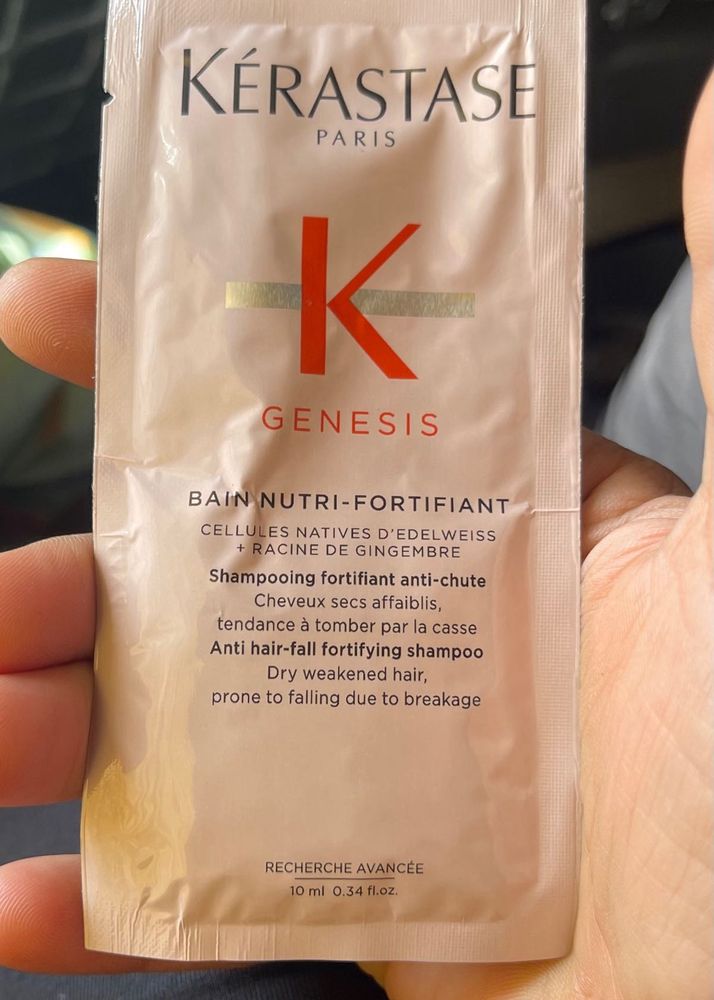 KÉRASTASE
PARIS
K
GENESIS
BAIN NUTRI-FORTIFIANT
CELLULES NATIVES D'EDELWEISS
+ RACINE DE GINGEMBRE
Shampooing fortifiant anti-chute
Cheveux secs affaiblis,
tendance à tomber par la casse
Anti hair-fall fortifying shampoo
Dry weakened hair,
prone to falling due to breakage
RECHERCHE AVANCÉE
10 ml 0.34 fl.oz.